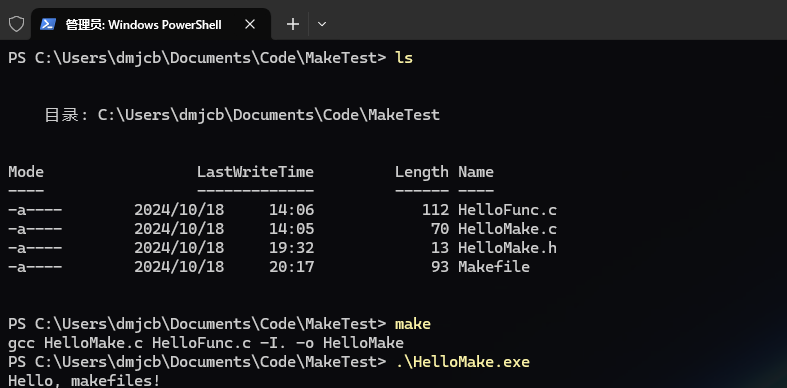 管理员: Windows PowerShell
PS C:\Users\dmjcb\Documents\Code\MakeTest> ls
目录: C:\Users\dmjcb\Documents\Code\MakeTest
Mode LastWriteTime Length Name
---- ------------- ------ ----
-a---- 2024/10/18 14:06 112 HelloFunc.c
-a---- 2024/10/18 14:05 70 HelloMake.c
-a---- 2024/10/18 19:32 13 HelloMake.h
-a---- 2024/10/18 20:17 93 Makefile
PS C:\Users\dmjcb\Documents\Code\MakeTest> make
gcc HelloMake.c HelloFunc.c -I. -o HelloMake
PS C:\Users\dmjcb\Documents\Code\MakeTest> .\HelloMake.exe
Hello, makefiles!